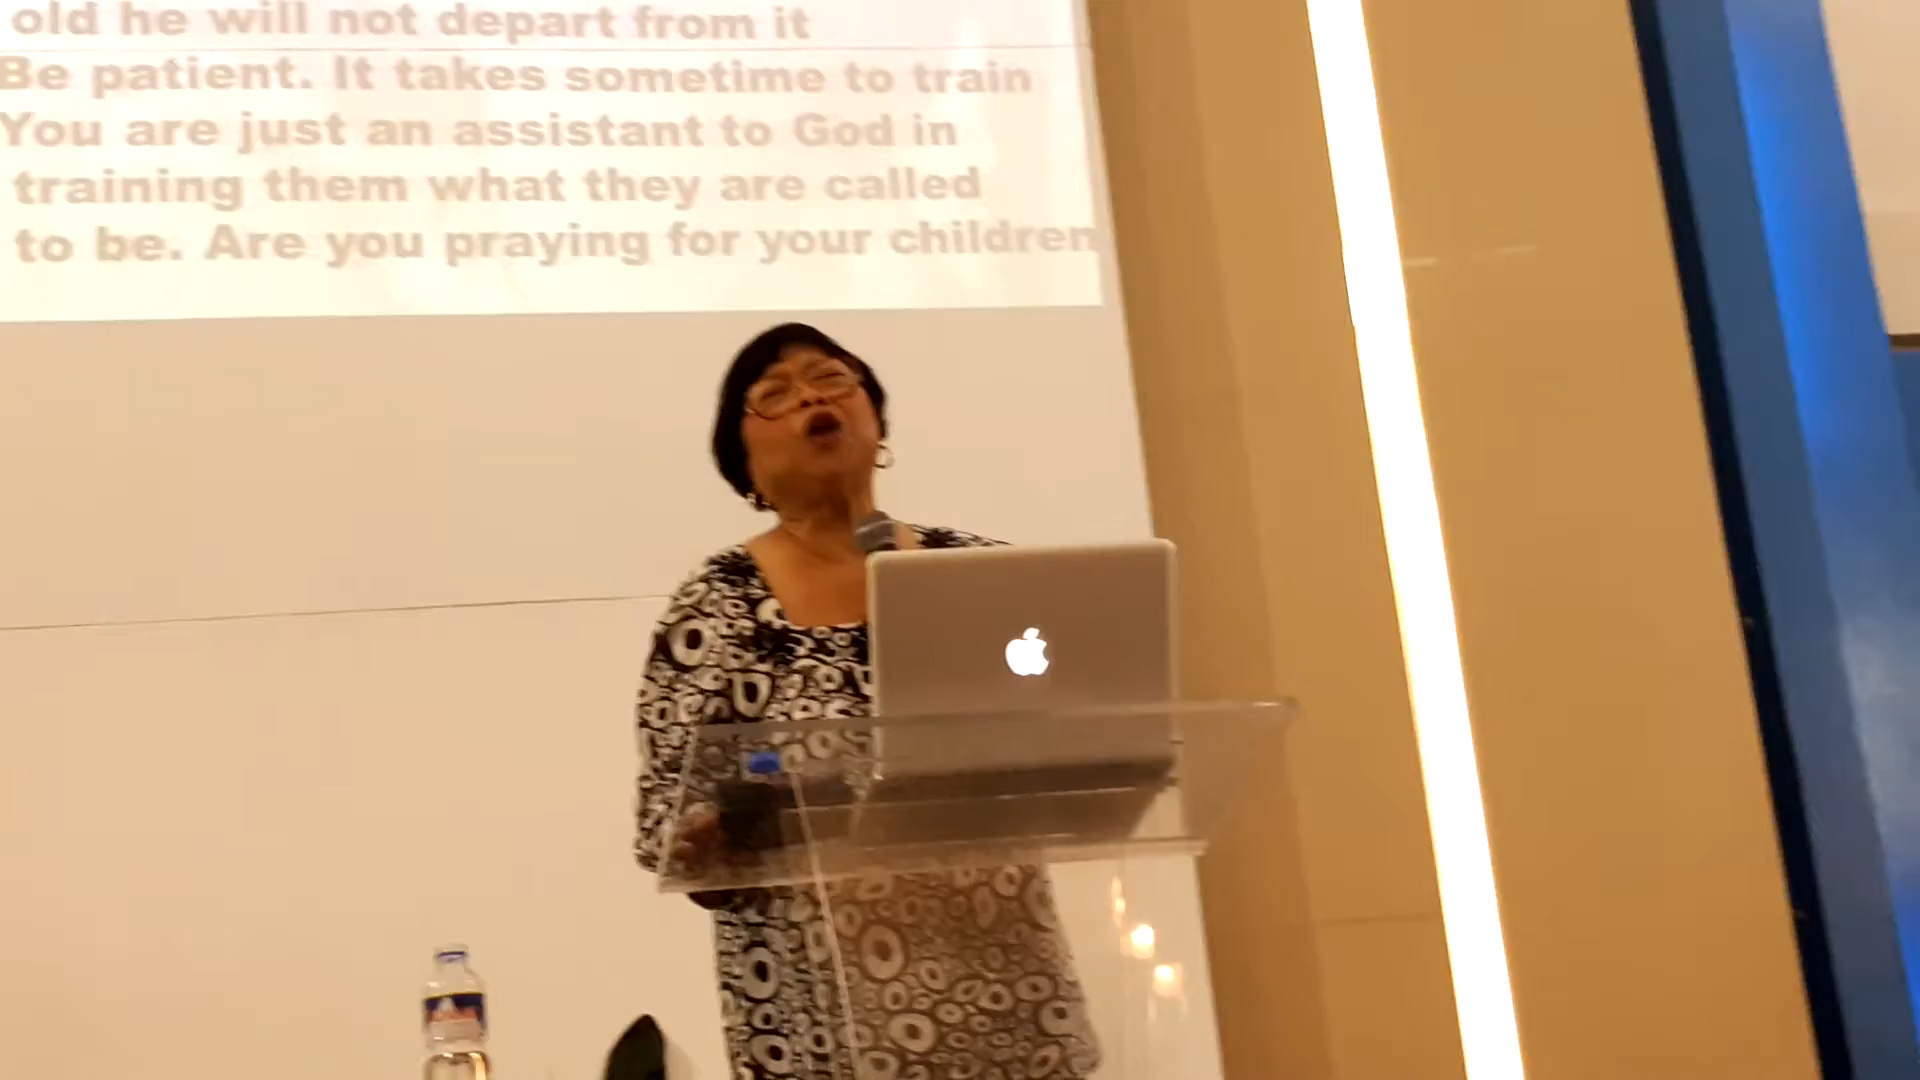 old he will not depart from it
Be patient. It takes sometime to train
You are just an assistant to God in
training them what they are called
to be. Are you praying for your children